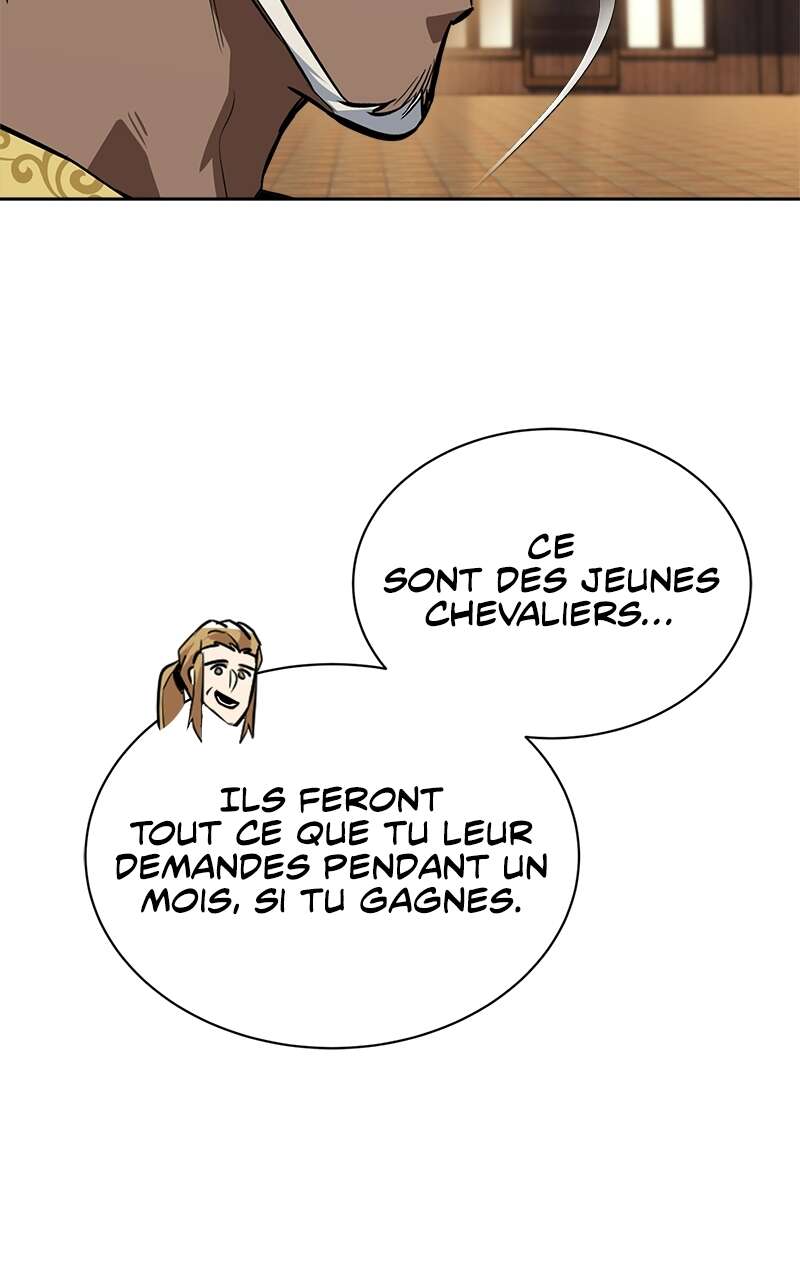 CE
SONT DES JEUNES
CHEVALIERS...
ILS FERONT
TOUT CE QUE TU LEUR
DEMANDES PENDANT UN
MOIS, SI TU GAGNES.